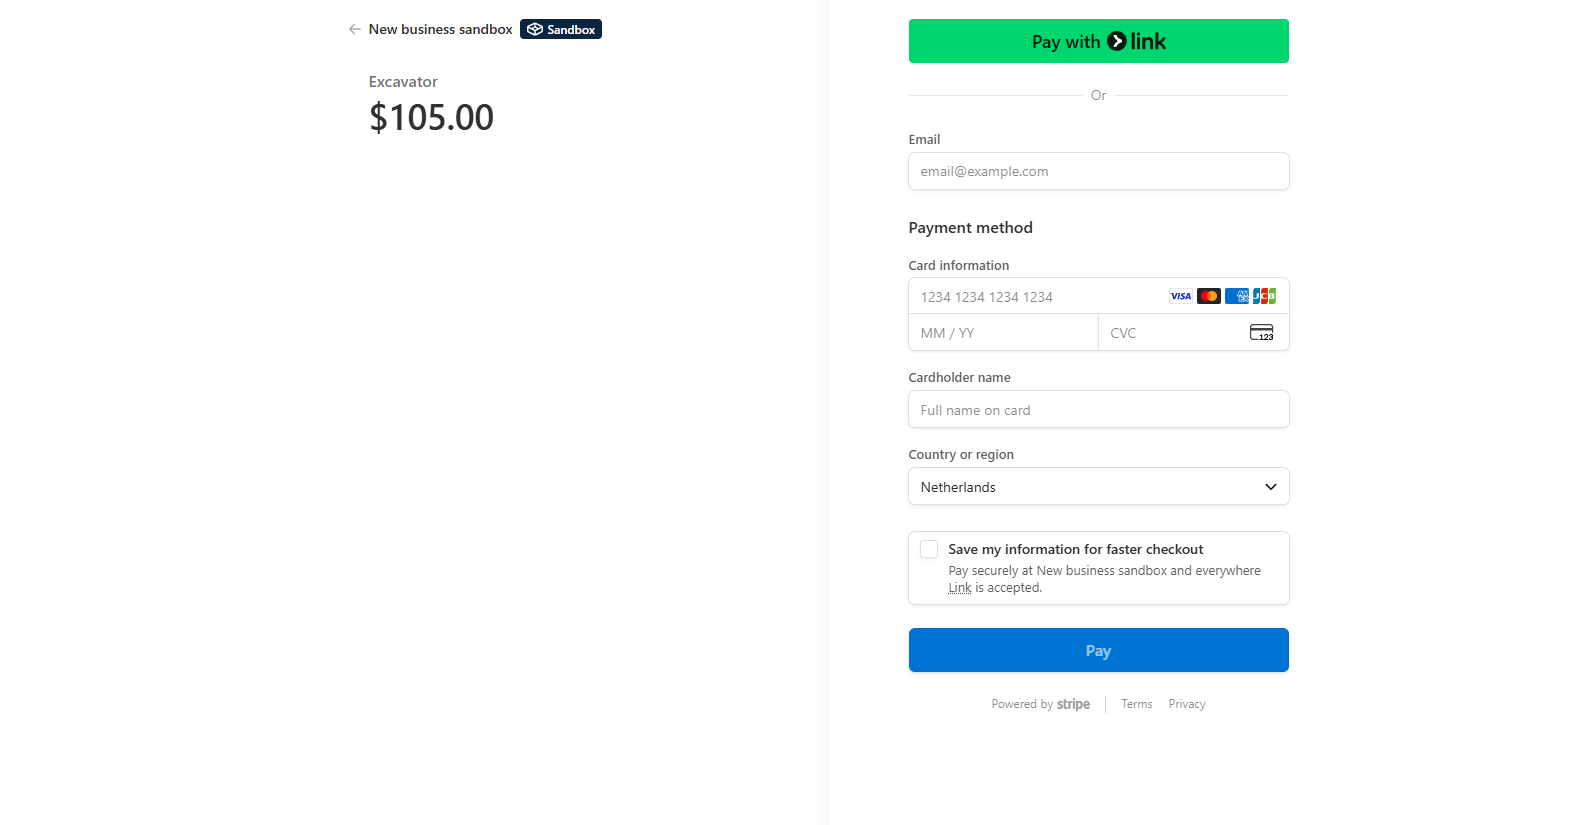 New business sandbox Sandbox
Excavator
$105.00
Pay with link
Or
Email
email@example.com
Payment method
Card information
1234 1234 1234 1234 VISA AMEX JCB
MM / YY CVC 123
Cardholder name
Full name on card
Country or region
Netherlands
Save my information for faster checkout
Pay securely at New business sandbox and everywhere
Link is accepted.
Pay
Powered by stripe Terms Privacy